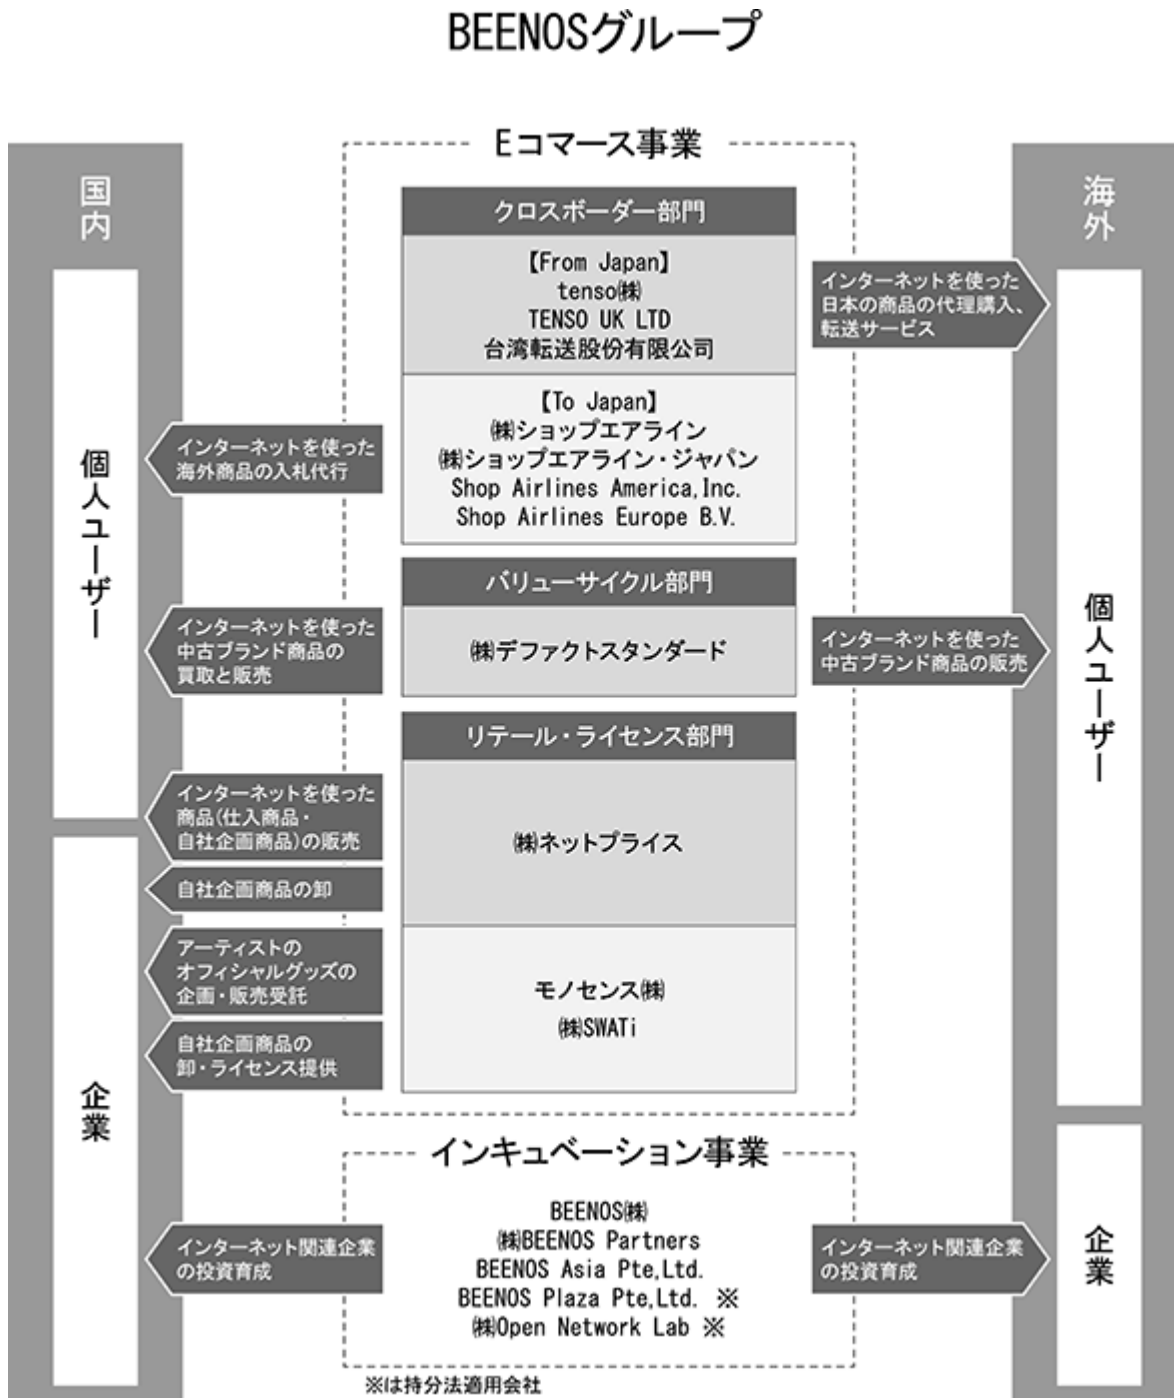 BEENOSグループ
Eコマース事業
国内
海外
クロスボーダー部門
【From Japan】
tenso㈱
TENSO UK LTD
台湾転送股份有限公司
インターネットを使った
日本の商品の代理購入、
転送サービス
【To Japan】
㈱ショップエアライン
㈱ショップエアライン・ジャパン
Shop Airlines America,Inc.
Shop Airlines Europe B.V.
インターネットを使った
海外商品の入札代行
個人ユーザー
バリューサイクル部門
㈱デファクトスタンダード
インターネットを使った
中古ブランド商品の
買取と販売
インターネットを使った
中古ブランド商品の販売
個人ユーザー
リテール・ライセンス部門
㈱ネットプライス
インターネットを使った
商品(仕入商品・
自社企画商品)の販売
自社企画商品の卸
モノセンス㈱
㈱SWATi
アーティストの
オフィシャルグッズの
企画・販売受託
自社企画商品の
卸・ライセンス提供
企業
インキュベーション事業
BEENOS㈱
㈱BEENOS Partners
BEENOS Asia Pte,Ltd.
BEENOS Plaza Pte,Ltd. ※
㈱Open Network Lab ※
インターネット関連企業
の投資育成
インターネット関連企業
の投資育成
企業
※は持分法適用会社